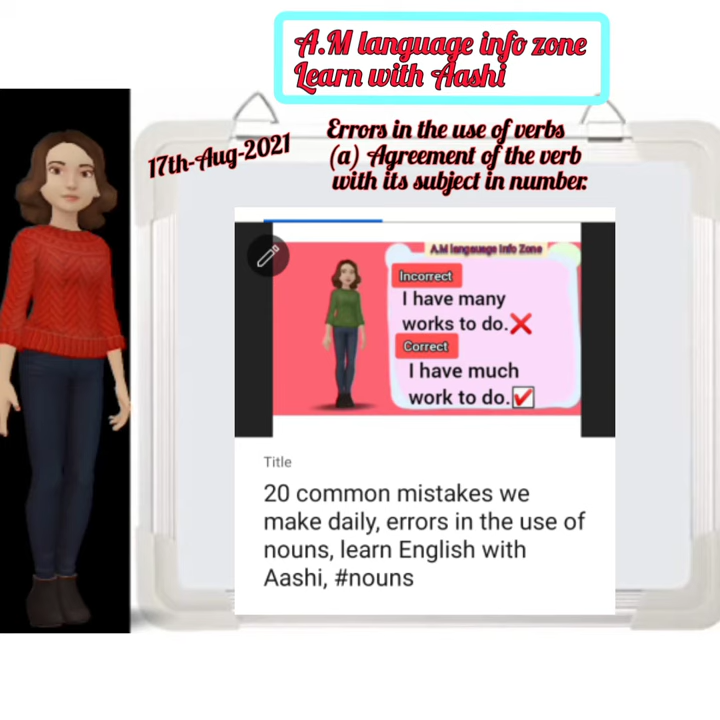 A.M language info zone
Learn with Aashi
17th-Aug-2021
Errors in the use of verbs
(a) Agreement of the verb
with its subject in number.
A.M langauage Info Zone
Incorrect
I have many
works to do.❌
Correct
I have much
work to do.✔
Title
20 common mistakes we
make daily, errors in the use of
nouns, learn English with
Aashi, #nouns